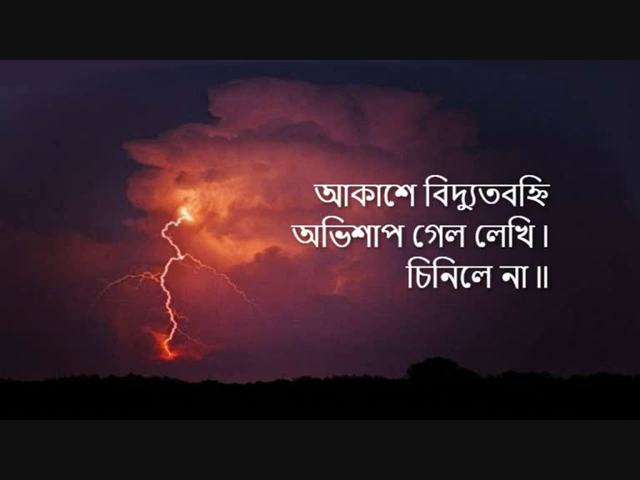 আকাশে বিদ্যুতবহ্নি
অভিশাপ গেল লেখি।
চিনিলে না॥